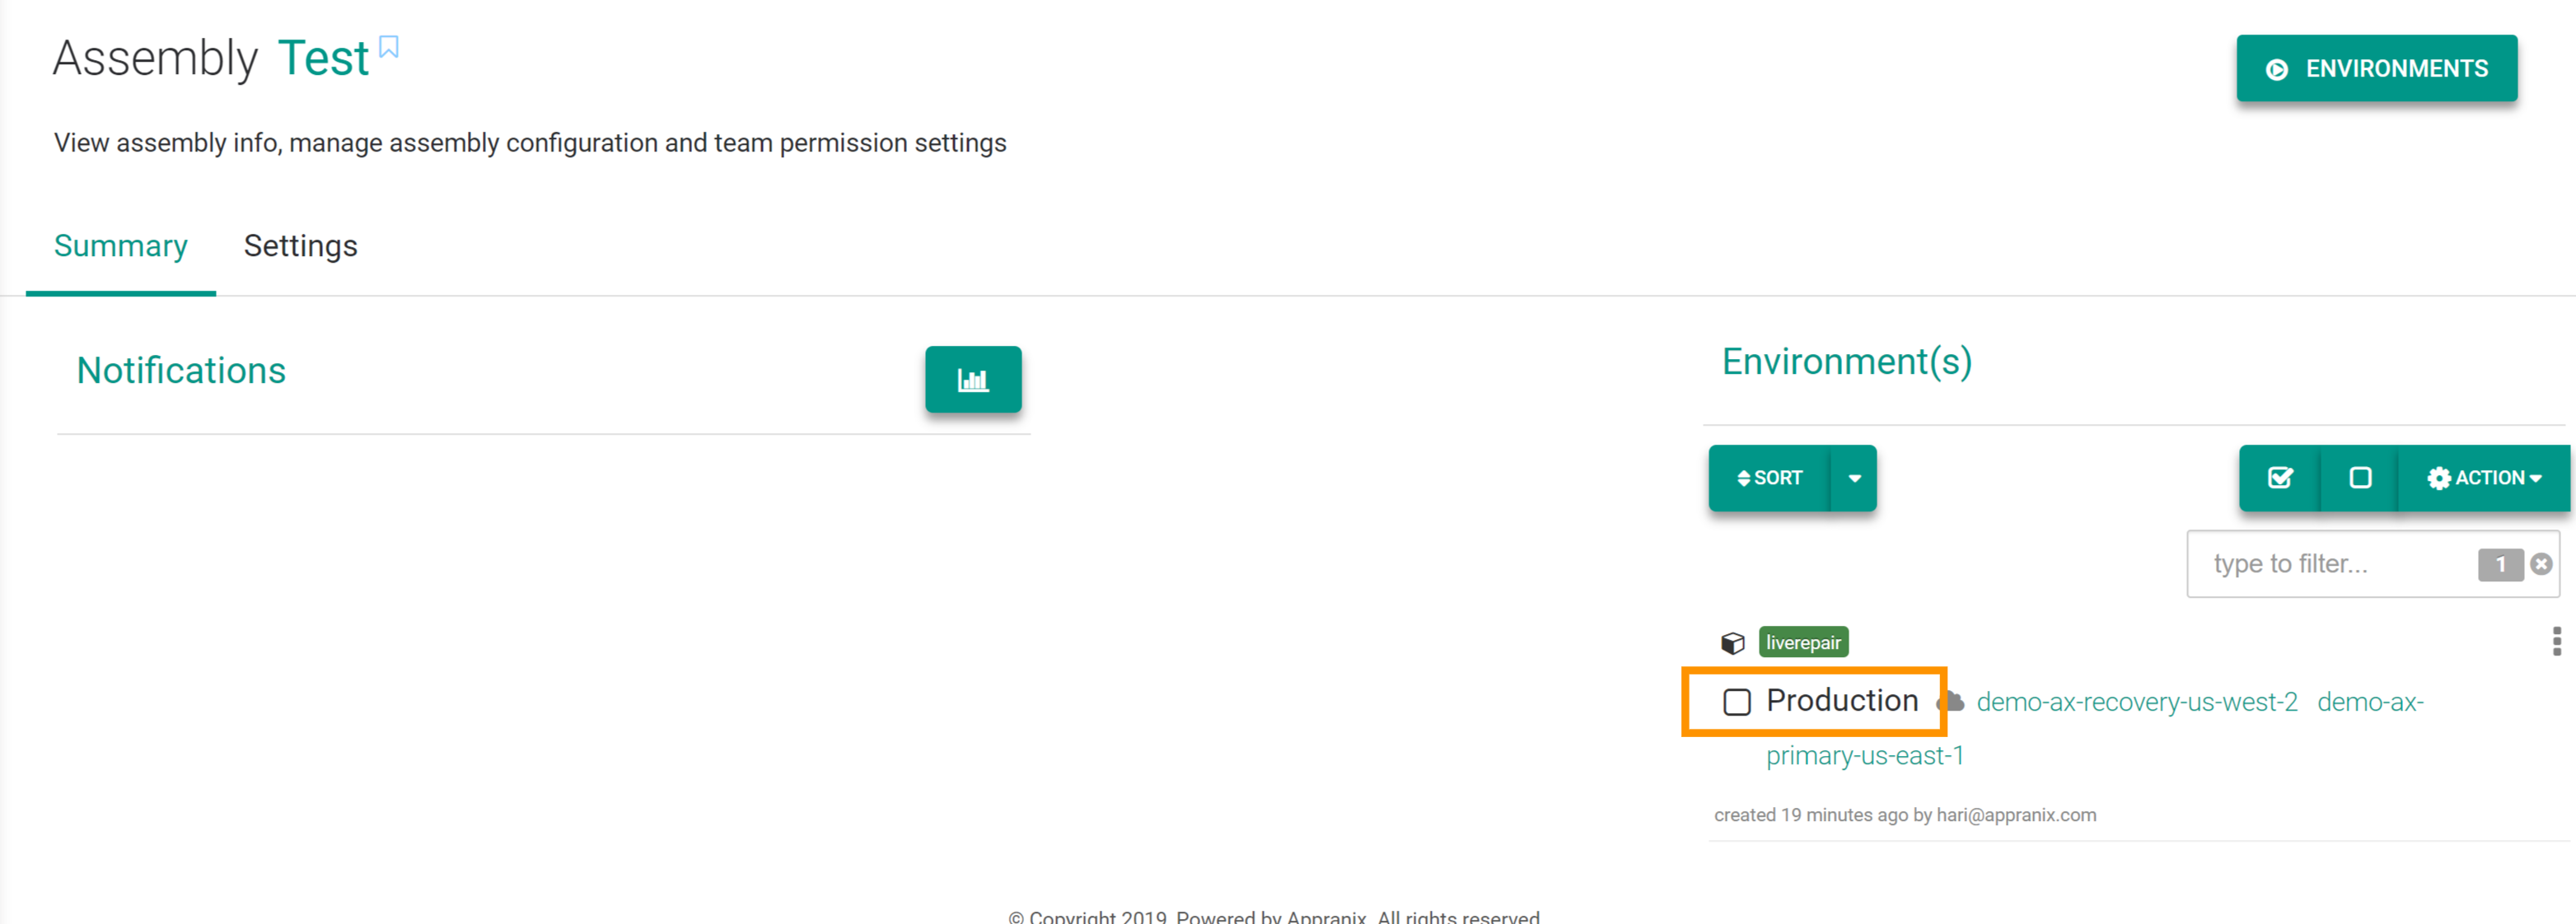 Assembly Test
ENVIRONMENTS
View assembly info, manage assembly configuration and team permission settings
Summary Settings
Notifications
Environment(s)
SORT
ACTION
type to filter... 1
liverepair
Production demo-ax-recovery-us-west-2 demo-ax-
primary-us-east-1
created 19 minutes ago by hari@appranix.com
© Copyright 2019. Powered by Appranix. All rights reserved